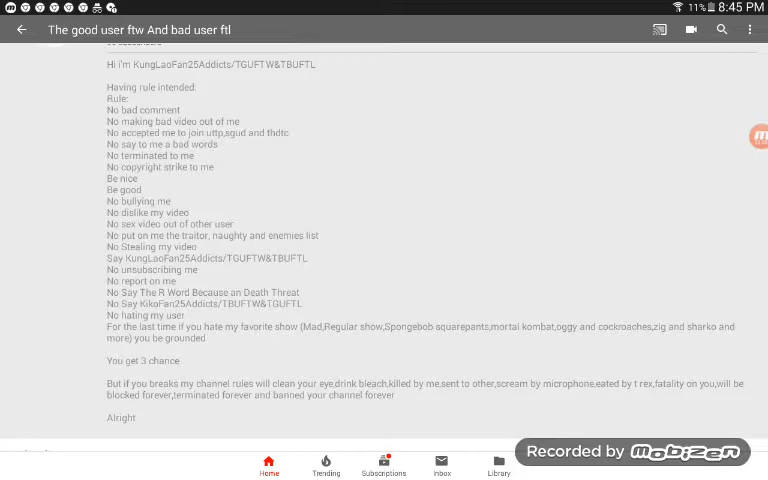 11% 8:45 PM
The good user ftw And bad user ftl
Hi i'm KungLaoFan25Addicts/TGUFTW&TBUFTL
Having rule intended:
Rule:
No bad comment
No making bad video out of me
No accepted me to join uttp,sgud and thdtc
No say to me a bad words
No terminated to me
No copyright strike to me
Be nice
Be good
No bullying me
No dislike my video
No sex video out of other user
No put on me the traitor, naughty and enemies list
No Stealing my video
Say KungLaoFan25Addicts/TGUFTW&TBUFTL
No unsubscribing me
No report on me
No Say The R Word Because an Death Threat
No Say KikoFan25Addicts/TBUFTW&TGUFTL
No hating my user
For the last time if you hate my favorite show (Mad,Regular show,Spongebob squarepants,mortal kombat,oggy and cockroaches,zig and sharko and
more) you be grounded
You get 3 chance
But if you breaks my channel rules will clean your eye,drink bleach,killed by me,sent to other,scream by microphone,eated by t rex,fatality on you,will be
blocked forever,terminated forever and banned your channel forever
Alright
Recorded by mobizen
Home Trending Subscriptions Inbox Library